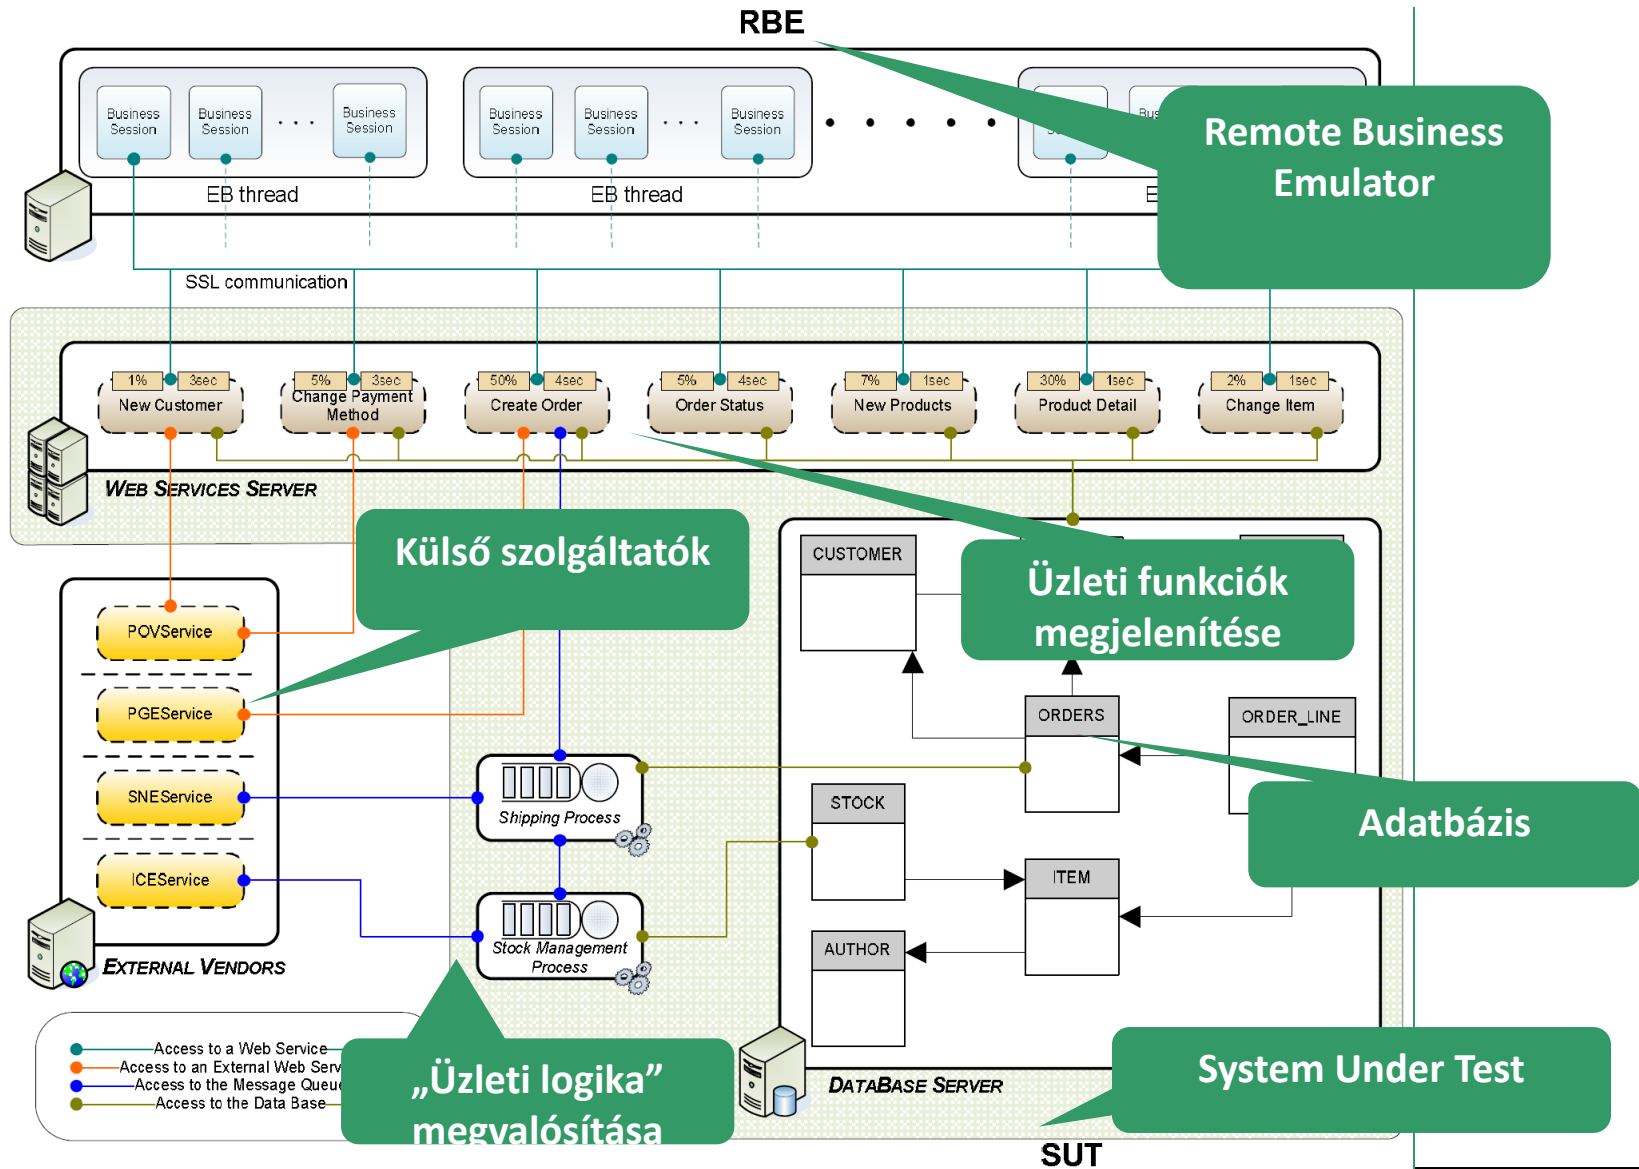 RBE
Business
Session
Business
Session
. . .
Business
Session
EB thread
Business
Session
Business
Session
. . .
Business
Session
EB thread
Remote Business
Emulator
SSL communication
1% 3sec
New Customer
5% 3sec
Change Payment
Method
50% 4sec
Create Order
5% 4sec
Order Status
7% 1sec
New Products
30% 1sec
Product Detail
2% 1sec
Change Item
WEB SERVICES SERVER
Külső szolgáltatók
Üzleti funkciók
megjelenítése
CUSTOMER
POVService
PGEService
SNEService
ICEService
EXTERNAL VENDORS
Shipping Process
Stock Management
Process
ORDERS
ORDER_LINE
STOCK
ITEM
AUTHOR
Adatbázis
DATABASE SERVER
Access to a Web Service
Access to an External Web Serv
Access to the Message Queue
Access to the Data Base
„Üzleti logika”
megvalósítása
System Under Test
SUT